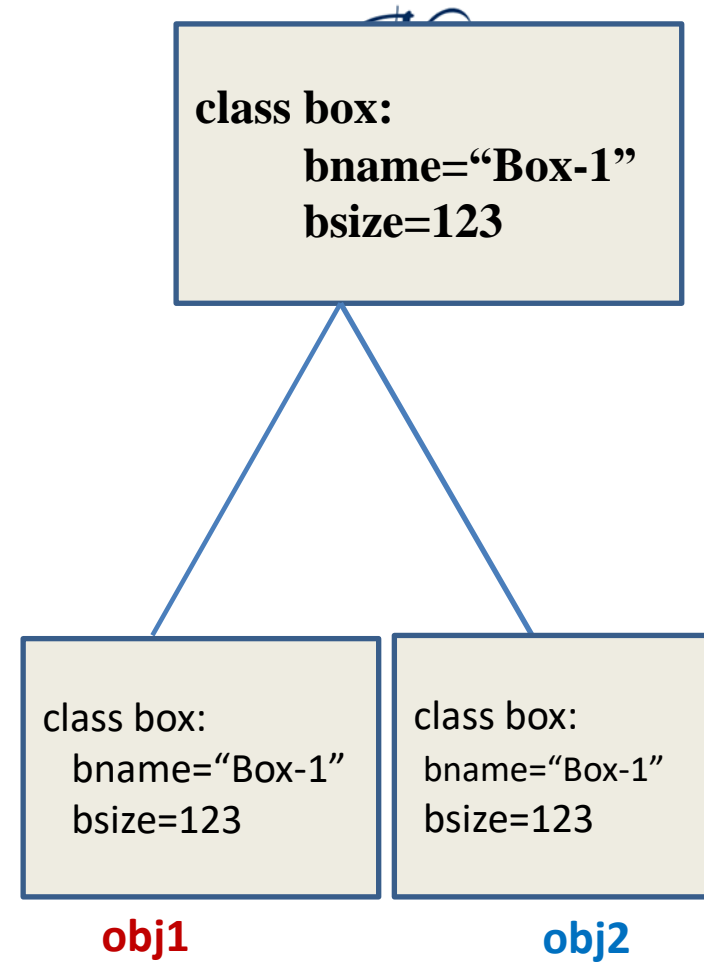 class box:
bname=“Box-1”
bsize=123
class box:
bname=“Box-1”
bsize=123
obj1
class box:
bname=“Box-1”
bsize=123
obj2